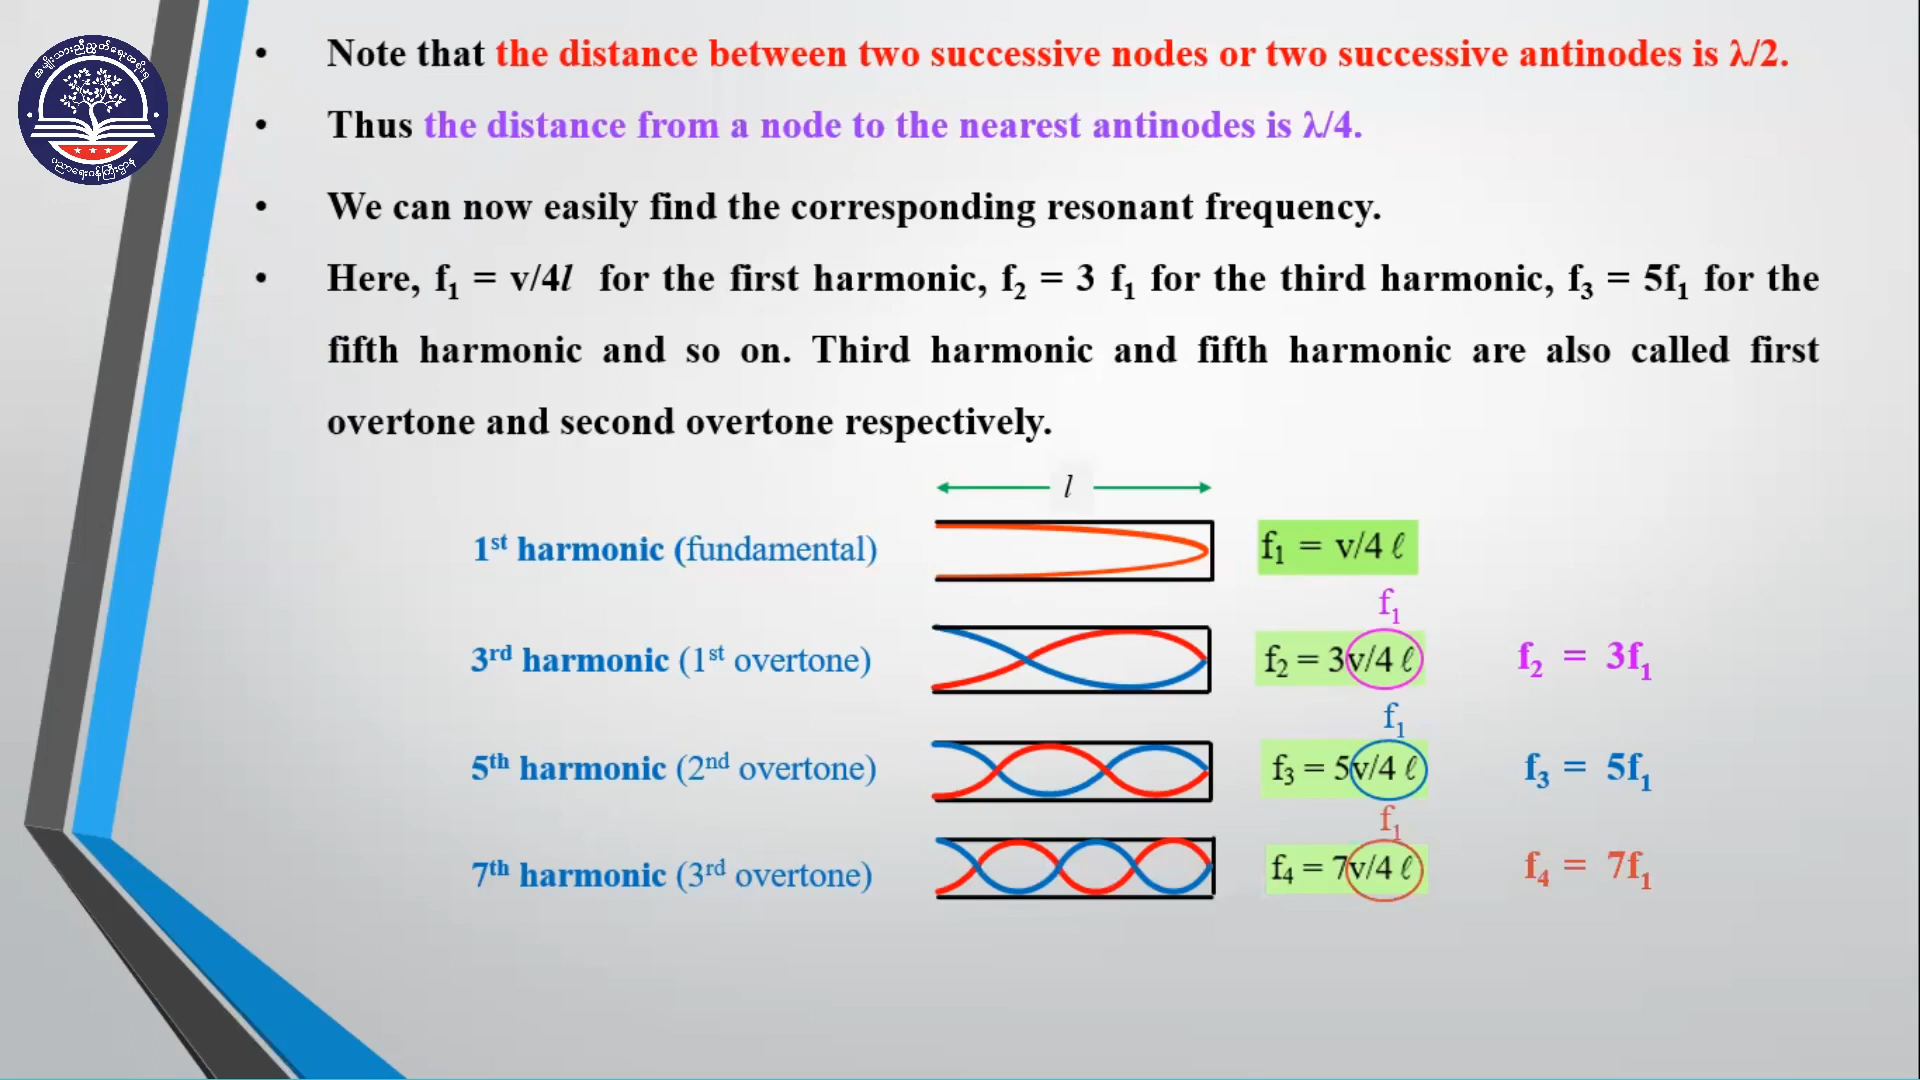 • Note that the distance between two successive nodes or two successive antinodes is λ/2.
• Thus the distance from a node to the nearest antinodes is λ/4.
• We can now easily find the corresponding resonant frequency.
• Here, f₁ = v/4l for the first harmonic, f₂ = 3 f₁ for the third harmonic, f₃ = 5f₁ for the
fifth harmonic and so on. Third harmonic and fifth harmonic are also called first
overtone and second overtone respectively.
l
1st harmonic (fundamental) f₁ = v/4 ℓ
f₁
3rd harmonic (1st overtone) f₂ = 3v/4 ℓ f₂ = 3f₁
f₁
5th harmonic (2nd overtone) f₃ = 5v/4 ℓ f₃ = 5f₁
f₁
7th harmonic (3rd overtone) f₄ = 7v/4 ℓ f₄ = 7f₁